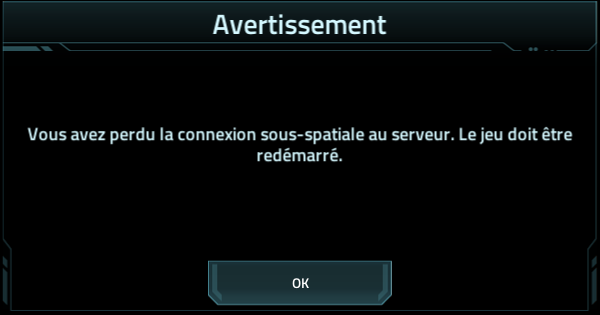 Avertissement
Vous avez perdu la connexion sous-spatiale au serveur. Le jeu doit être
redémarré.
OK